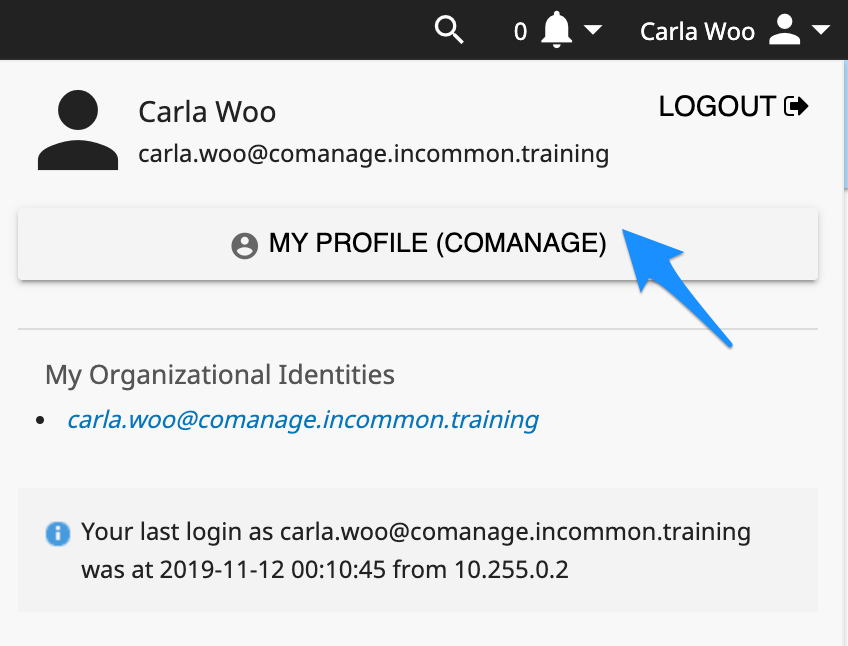 0
Carla Woo
Carla Woo
LOGOUT
carla.woo@comanage.incommon.training
MY PROFILE (COMANAGE)
My Organizational Identities
carla.woo@comanage.incommon.training
Your last login as carla.woo@comanage.incommon.training
was at 2019-11-12 00:10:45 from 10.255.0.2